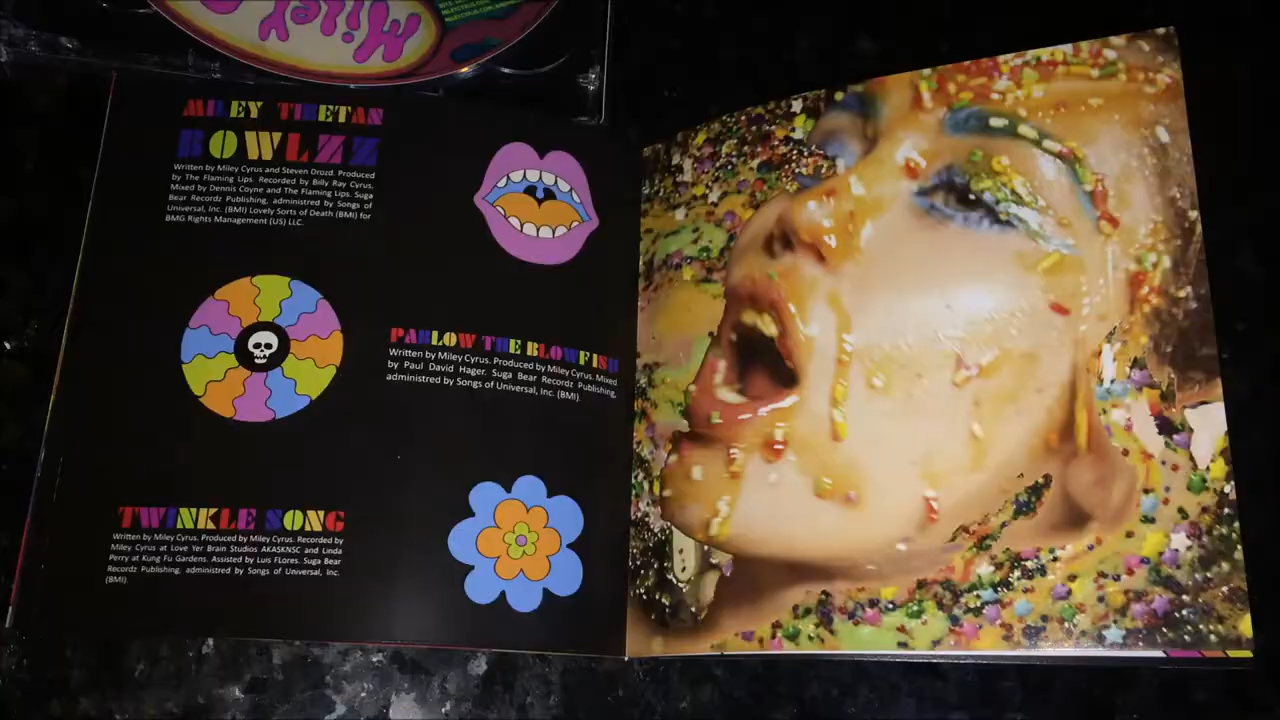 Miley
MILEYCYRUS.COM
MILEY TIBETAN
BOWLZZ
Written by Miley Cyrus and Steven Drozd. Produced
by The Flaming Lips. Recorded by Billy Ray Cyrus.
Mixed by Dennis Coyne and The Flaming Lips. Suga
Bear Recordz Publishing, administred by Songs of
Universal, Inc. (BMI) Lovely Sorts of Death (BMI) for
BMG Rights Management (US) LLC.
PABLOW THE BLOWFISH
Written by Miley Cyrus. Produced by Miley Cyrus. Mixed
by Paul David Hager. Suga Bear Recordz Publishing,
administred by Songs of Universal, Inc. (BMI).
TWINKLE SONG
Written by Miley Cyrus. Produced by Miley Cyrus. Recorded by
Miley Cyrus at Love Yer Brain Studios AKASKNSC and Linda
Perry at Kung Fu Gardens. Assisted by Luis FLores. Suga Bear
Recordz Publishing, administred by Songs of Universal, Inc.
(BMI).